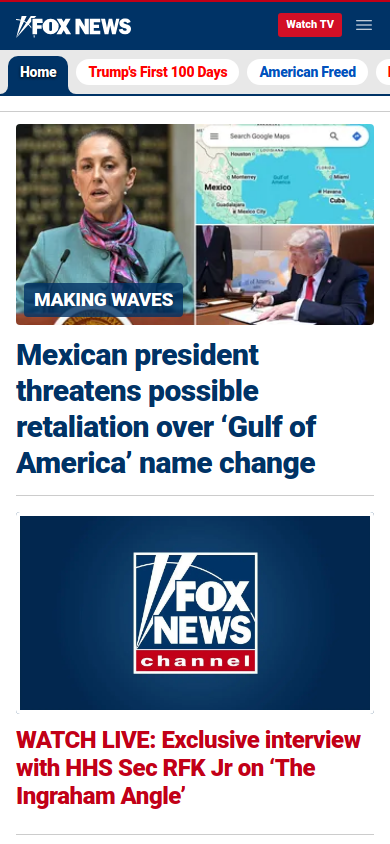 FOX NEWS
Watch TV
Home
Trump's First 100 Days
American Freed
Search Google Maps
Houston
Monterrey
Gulf of
America
Miami
Mexico
Havana
Cuba
Guadalajara
Mexico City
MAKING WAVES
Mexican president
threatens possible
retaliation over ‘Gulf of
America’ name change
FOX
NEWS
channel
WATCH LIVE: Exclusive interview
with HHS Sec RFK Jr on ‘The
Ingraham Angle’